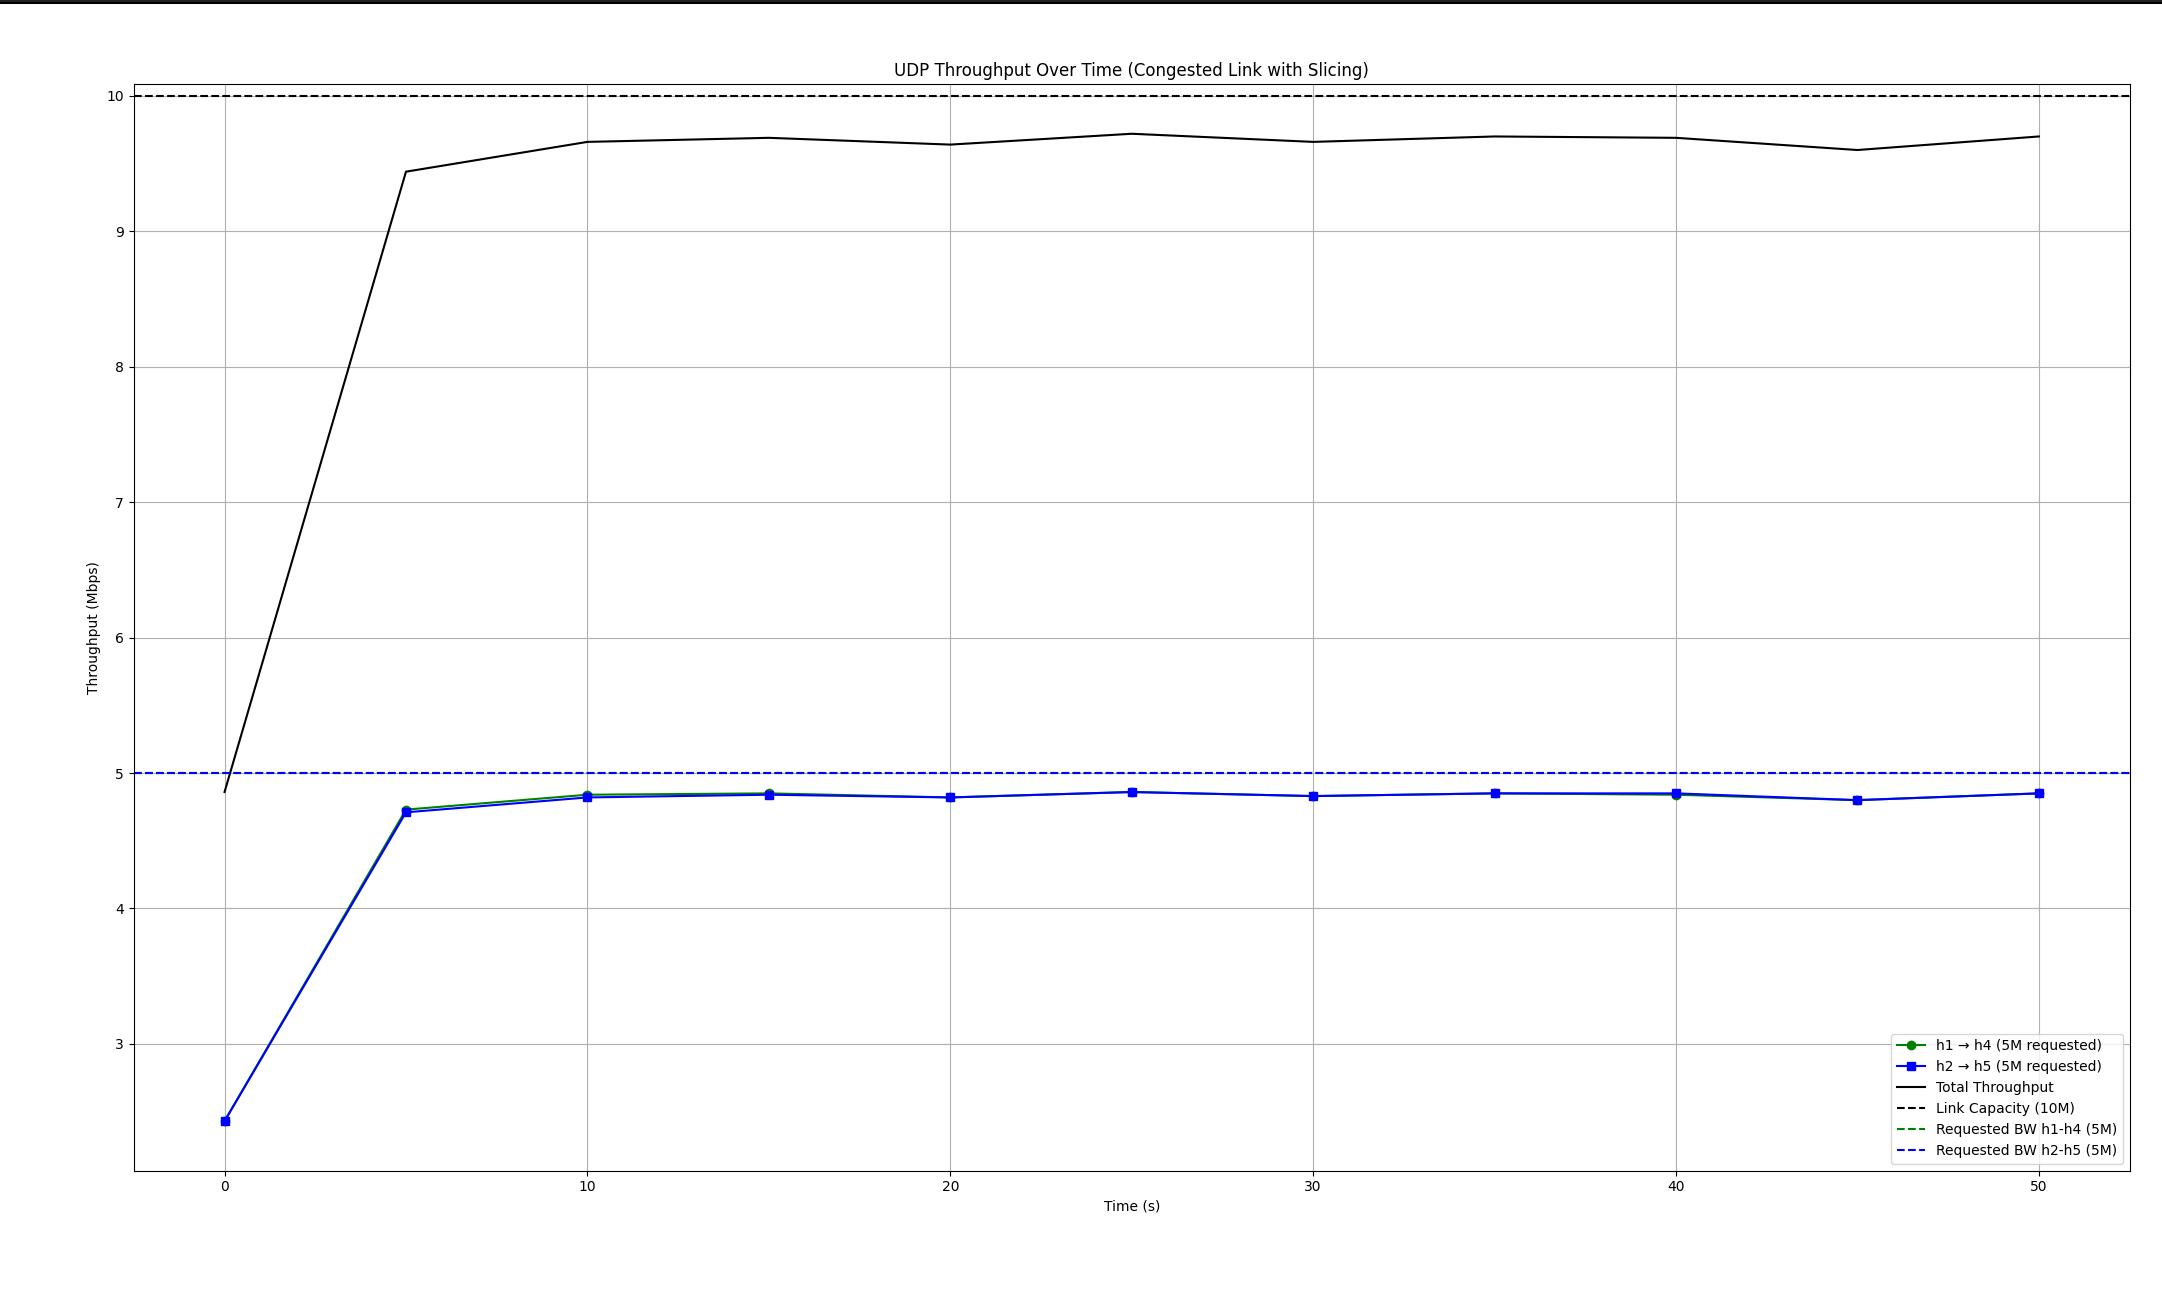 UDP Throughput Over Time (Congested Link with Slicing)
10
9
8
7
6
5
4
3
Throughput (Mbps)
0 10 20 30 40 50
Time (s)
h1 → h4 (5M requested)
h2 → h5 (5M requested)
Total Throughput
Link Capacity (10M)
Requested BW h1-h4 (5M)
Requested BW h2-h5 (5M)